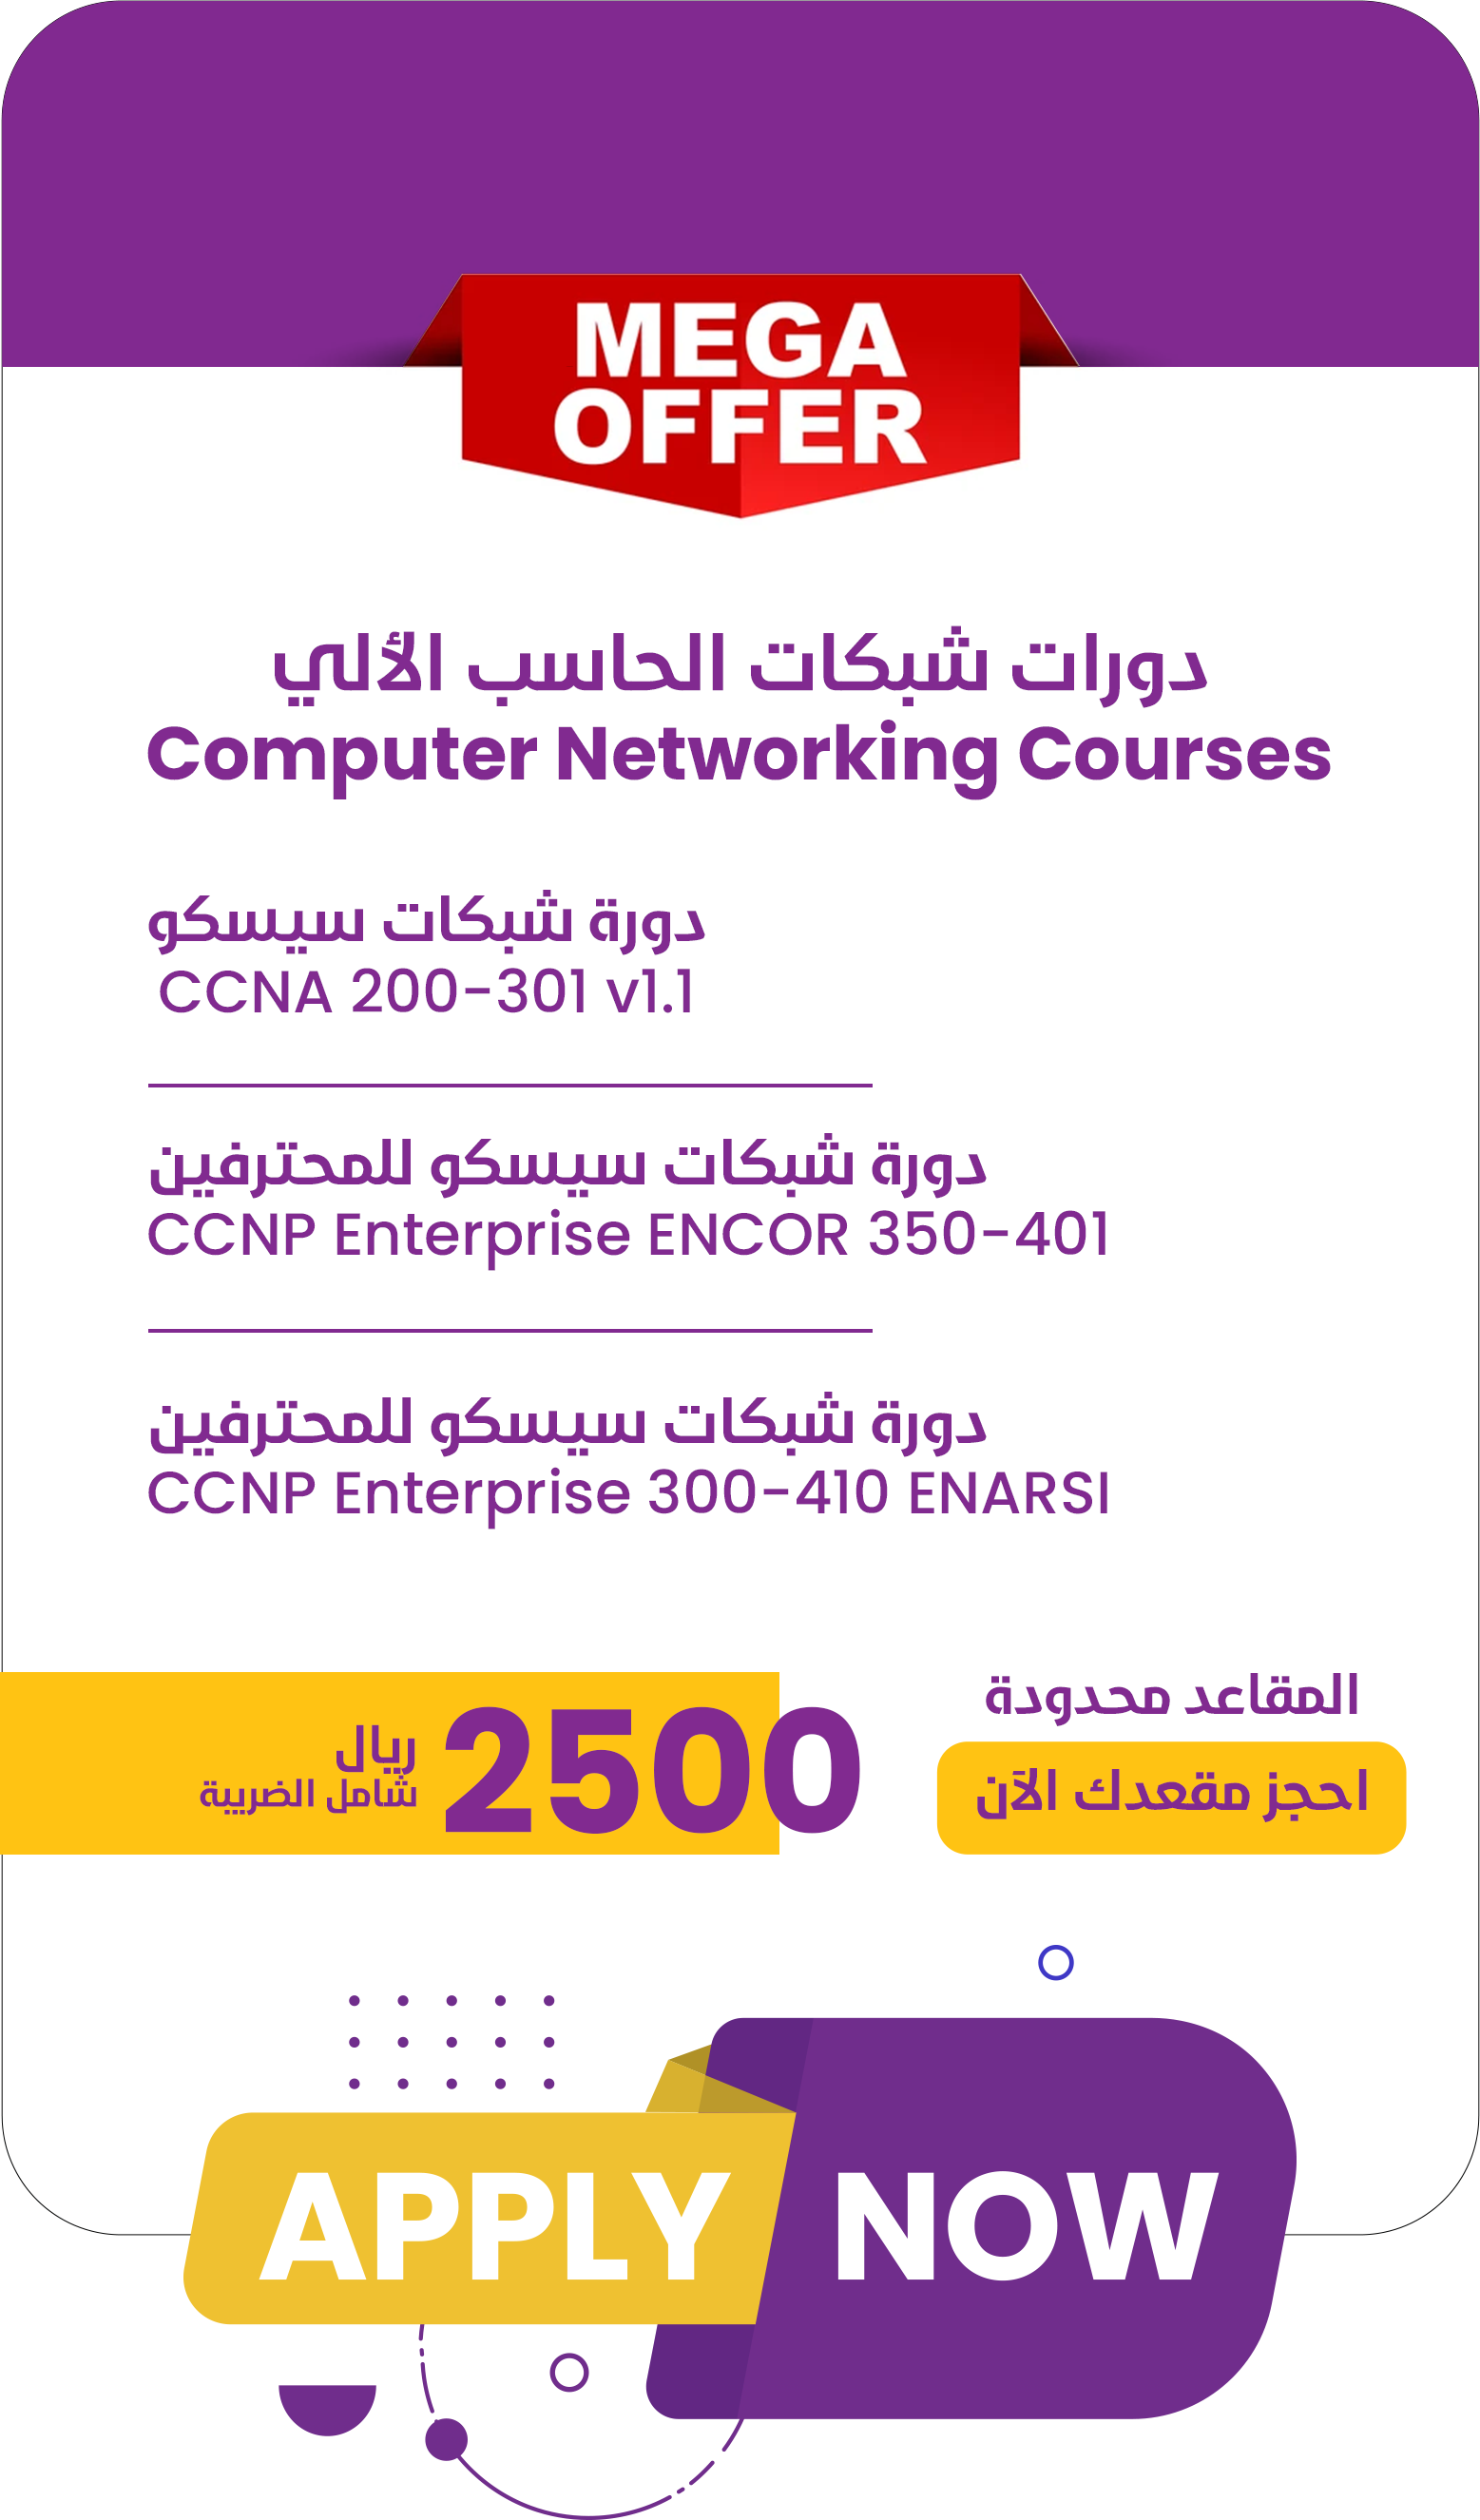 MEGA
OFFER
دورات شبكات الحاسب الألي
Computer Networking Courses
دورة شبكات سيسكو
CCNA 200-301 v1.1
دورة شبكات سيسكو للمحترفين
CCNP Enterprise ENCOR 350-401
دورة شبكات سيسكو للمحترفين
CCNP Enterprise 300-410 ENARSI
المقاعد محدودة
احجز مقعدك الآن
2500
ريال
شامل الضريبة
APPLY NOW